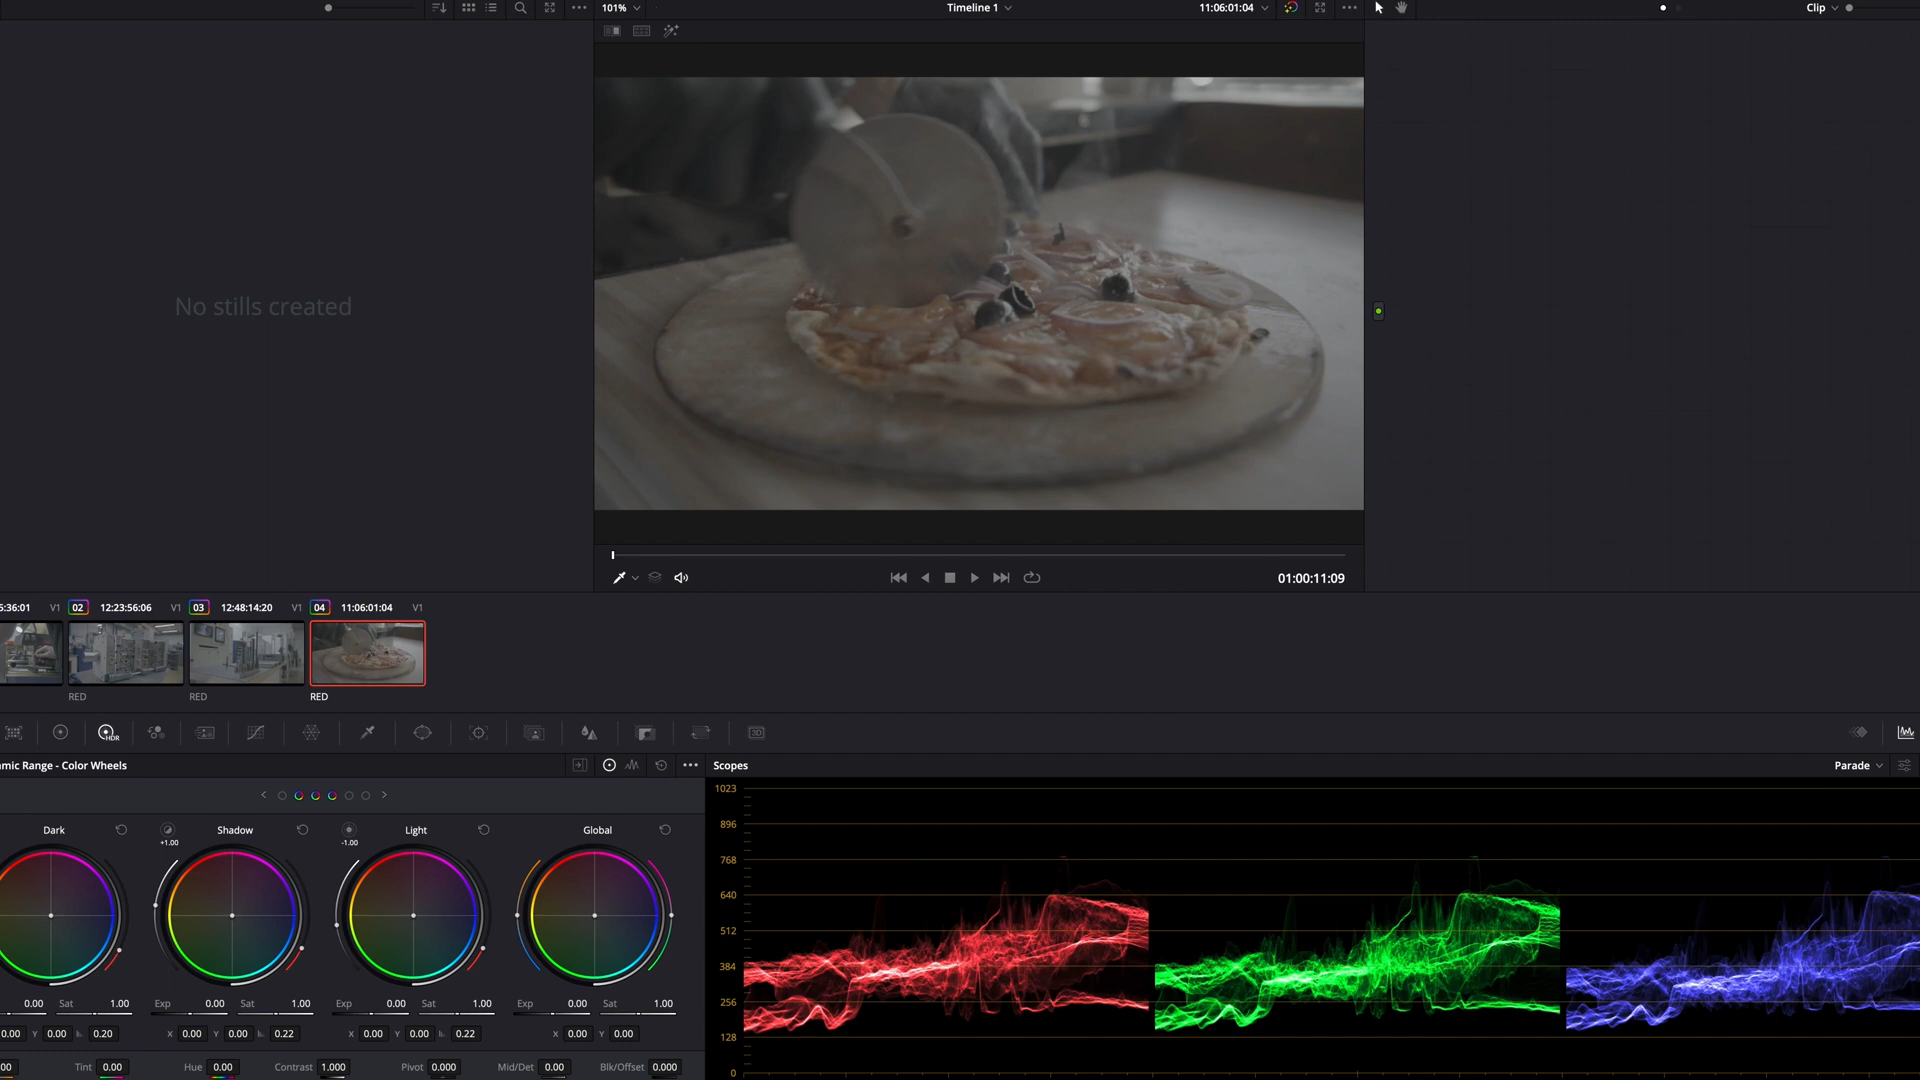 101%
Timeline 1
11:06:01:04
Clip
No stills created
01:00:11:09
5:36:01 V1 02 12:23:56:06 V1 03 12:48:14:20 V1 04 11:06:01:04 V1
RED RED RED
HDR
3D
mic Range - Color Wheels
Scopes
Parade
Dark Shadow Light Global
+1.00 -1.00
0.00 Sat 1.00 Exp 0.00 Sat 1.00 Exp 0.00 Sat 1.00 Exp 0.00 Sat 1.00
0.00 Y 0.00 0.20 X 0.00 Y 0.00 0.22 X 0.00 Y 0.00 0.22 X 0.00 Y 0.00
00 Tint 0.00 Hue 0.00 Contrast 1.000 Pivot 0.000 Mid/Det 0.00 Blk/Offset 0.000
1023
896
768
640
512
384
256
128
0